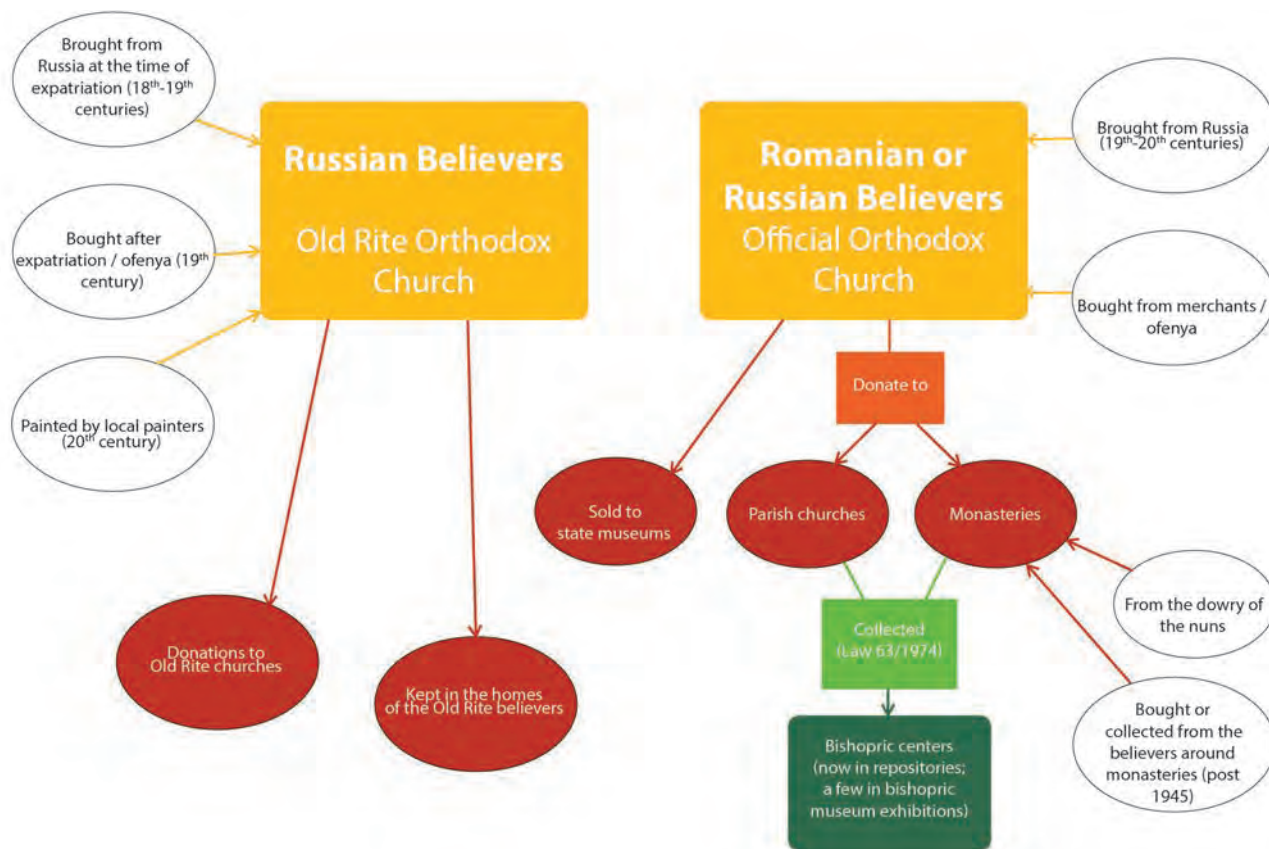 Brought from
Russia at the time of
expatriation (18th-19th
centuries)
Bought after
expatriation / ofenya (19th
century)
Painted by local painters
(20th century)
Russian Believers
Old Rite Orthodox
Church
Donations to
Old Rite churches
Kept in the homes
of the Old Rite believers
Romanian or
Russian Believers
Official Orthodox
Church
Brought from Russia
(19th-20th centuries)
Bought from merchants /
ofenya
Donate to
Sold to
state museums
Parish churches
Monasteries
From the dowry of
the nuns
Bought or
collected from the
believers around
monasteries (post
1945)
Collected
(Law 63/1974)
Bishopric centers
(now in repositories;
a few in bishopric
museum exhibitions)